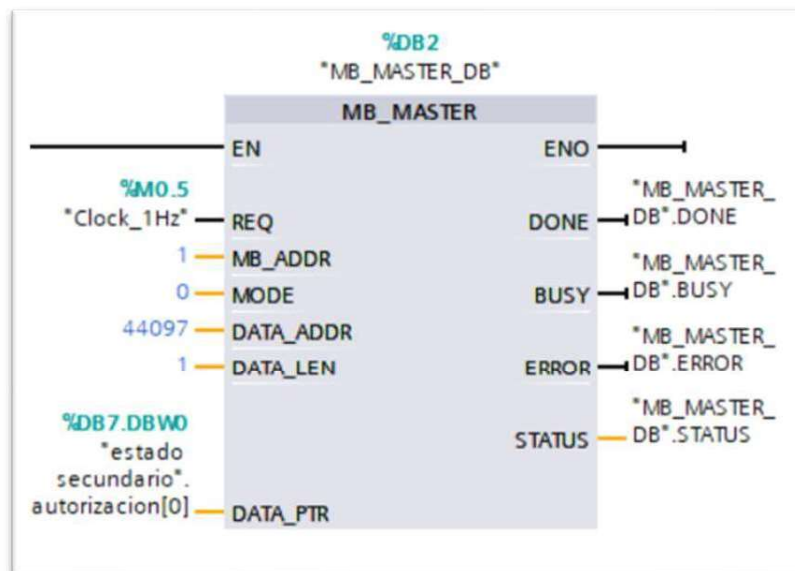 %DB2
"MB_MASTER_DB"
MB_MASTER
EN
ENO
%M0.5
"Clock_1Hz"
REQ
DONE
"MB_MASTER_
DB".DONE
1
MB_ADDR
0
MODE
BUSY
"MB_MASTER_
DB".BUSY
44097
DATA_ADDR
1
DATA_LEN
ERROR
"MB_MASTER_
DB".ERROR
STATUS
"MB_MASTER_
DB".STATUS
%DB7.DBW0
"estado
secundario".
autorizacion[0]
DATA_PTR